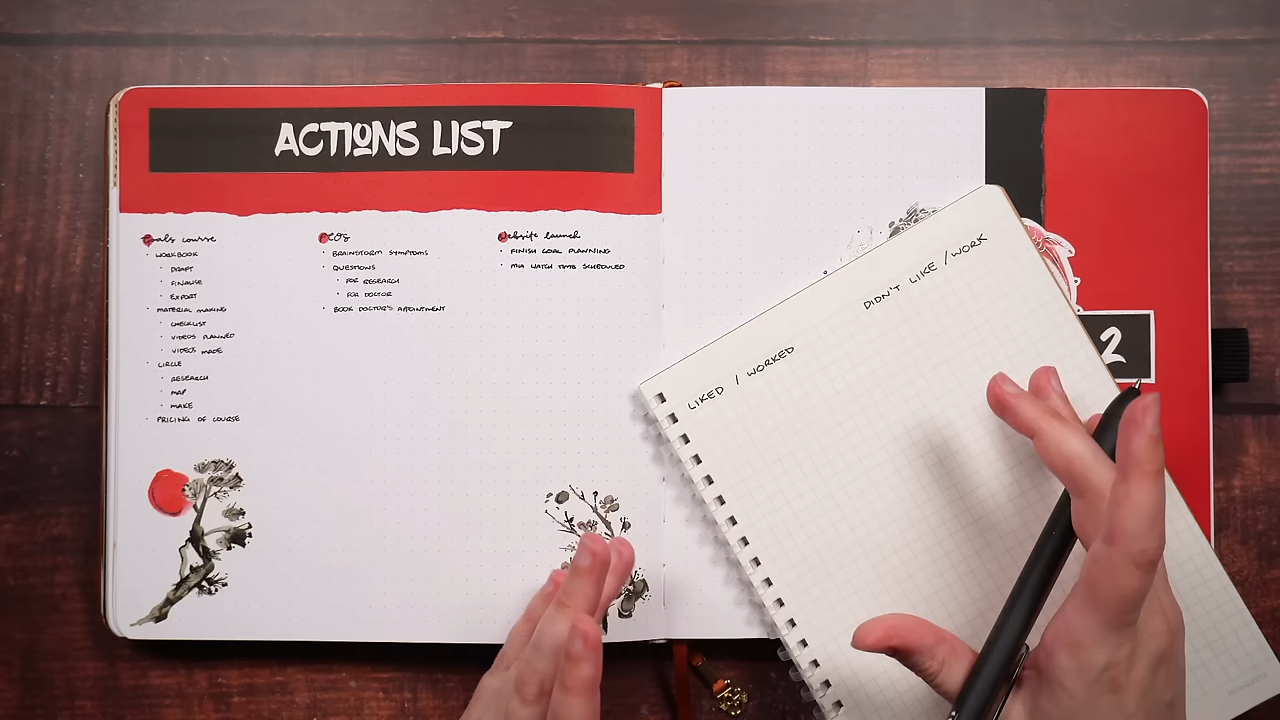 ACTIONS LIST
Goals course
• WORKBOOK
• DRAFT
• FINALISE
• EXPORT
• MATERIAL MAKING
• CHECKLIST
• VIDEOS PLANNED
• VIDEOS MADE
• CIRCLE
• RESEARCH
• MAP
• MAKE
• PRICING OF COURSE
PCOS
• BRAINSTORM SYMPTOMS
• QUESTIONS
• FOR RESEARCH
• FOR DOCTOR
• BOOK DOCTOR'S APPOINTMENT
Website launch
• FINISH GOAL PLANNING
• SCHEDULED
LIKED / WORKED
DIDN'T LIKE / WORK
2